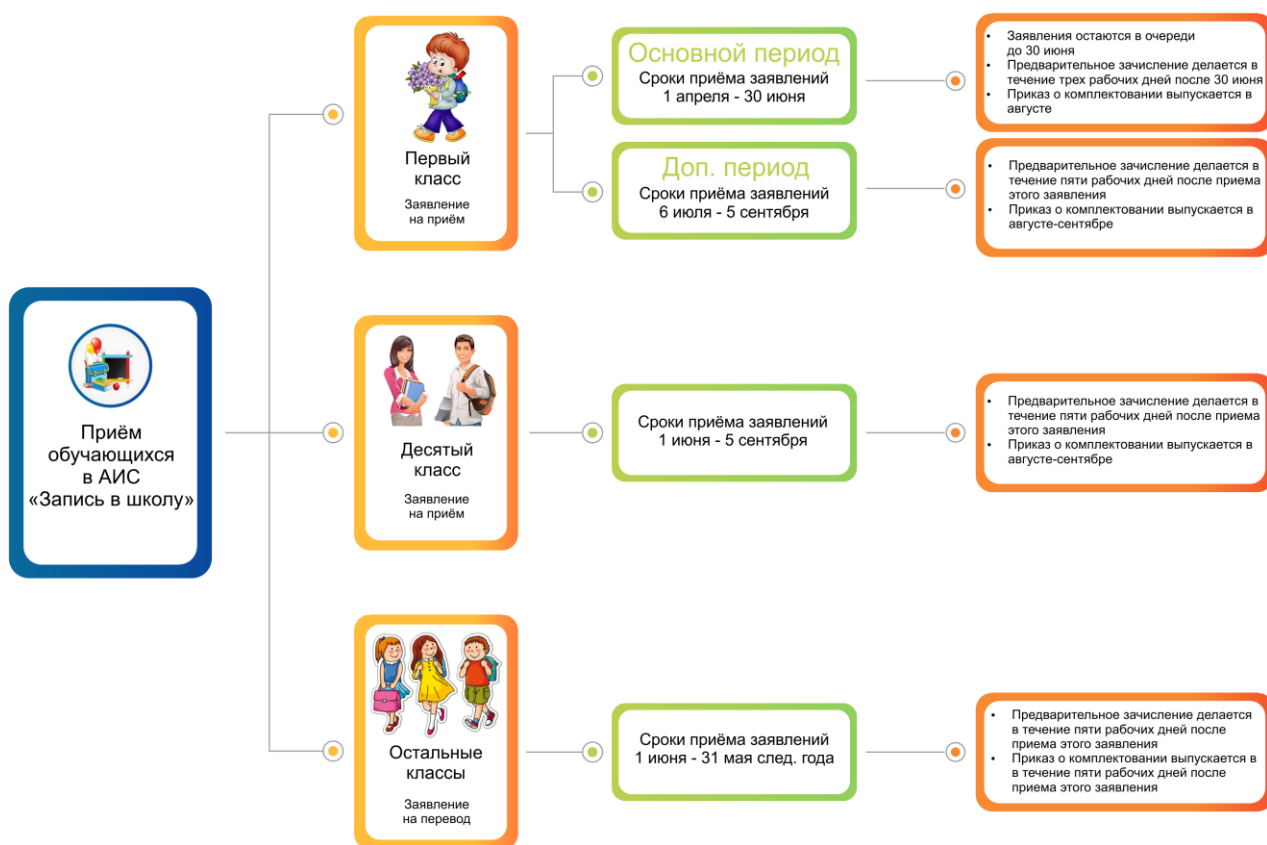 Приём
обучающихся
в АИС
«Запись в школу»
Первый
класс
Заявление
на приём
Основной период
Сроки приёма заявлений
1 апреля - 30 июня
• Заявления остаются в очереди
до 30 июня
• Предварительное зачисление делается в
течение трех рабочих дней после 30 июня
• Приказ о комплектовании выпускается в
августе
Доп. период
Сроки приёма заявлений
6 июля - 5 сентября
• Предварительное зачисление делается в
течение пяти рабочих дней после приема
этого заявления
• Приказ о комплектовании выпускается в
августе-сентябре
Десятый
класс
Заявление
на приём
Сроки приёма заявлений
1 июня - 5 сентября
• Предварительное зачисление делается в
течение пяти рабочих дней после приема
этого заявления
• Приказ о комплектовании выпускается в
августе-сентябре
Остальные
классы
Заявление
на перевод
Сроки приёма заявлений
1 июня - 31 мая след. года
• Предварительное зачисление делается
в течение пяти рабочих дней после
приема этого заявления
• Приказ о комплектовании выпускается в
в течение пяти рабочих дней после
приема этого заявления